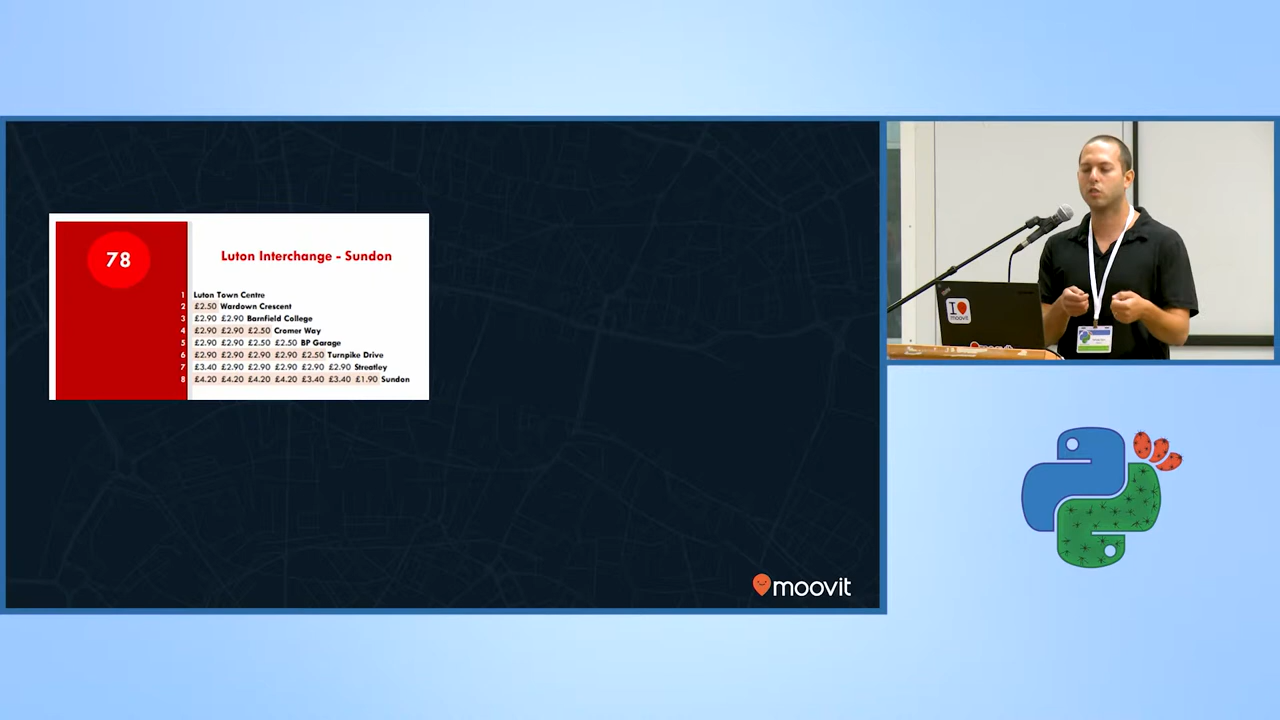 78
Luton Interchange - Sundon
1 Luton Town Centre
2 £2.50 Wardown Crescent
3 £2.90 £2.90 Barnfield College
4 £2.90 £2.90 £2.50 Cromer Way
5 £2.90 £2.90 £2.50 £2.50 BP Garage
6 £2.90 £2.90 £2.90 £2.90 £2.50 Turnpike Drive
7 £3.40 £2.90 £2.90 £2.90 £2.90 £2.90 Streatley
8 £4.20 £4.20 £4.20 £4.20 £3.40 £3.40 £1.90 Sundon
moovit
I
moovit